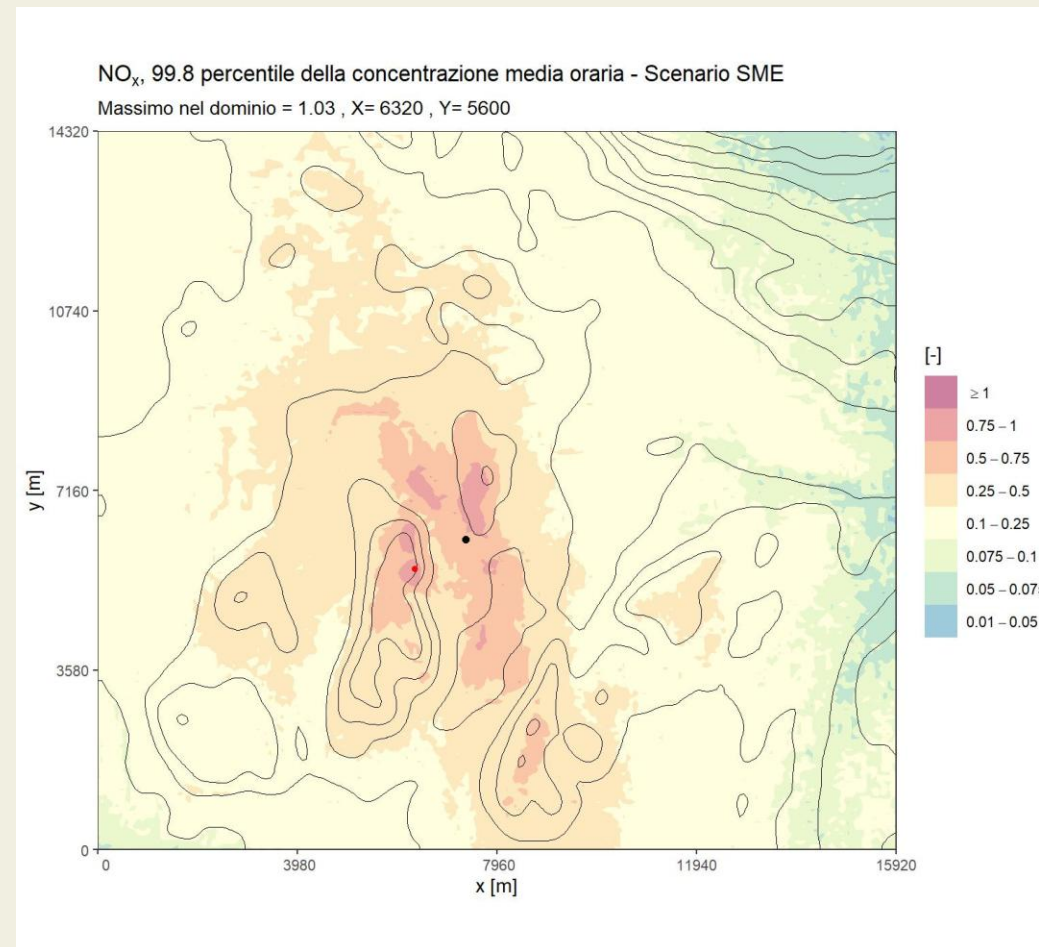 NOx, 99.8 percentile della concentrazione media oraria - Scenario SME
Massimo nel dominio = 1.03 , X= 6320 , Y= 5600
14320
10740
7160
3580
0
y [m]
0
3980
7960
11940
15920
x [m]
[-]
≥ 1
0.75 – 1
0.5 – 0.75
0.25 – 0.5
0.1 – 0.25
0.075 – 0.1
0.05 – 0.075
0.01 – 0.05